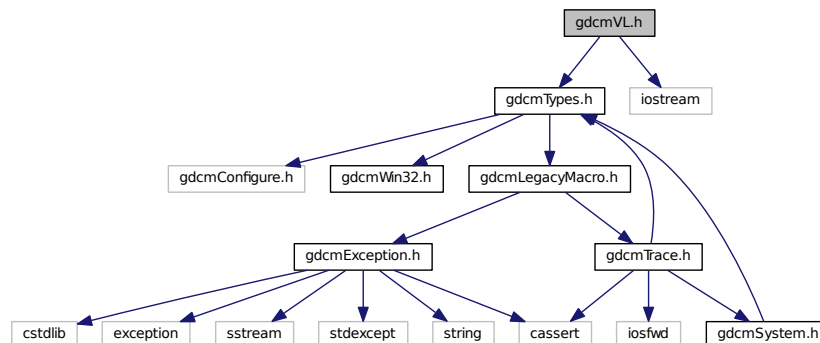 gdcmVL.h
gdcmTypes.h
iostream
gdcmConfigure.h
gdcmWin32.h
gdcmLegacyMacro.h
gdcmException.h
gdcmTrace.h
cstdlib
exception
sstream
stdexcept
string
cassert
iosfwd
gdcmSystem.h